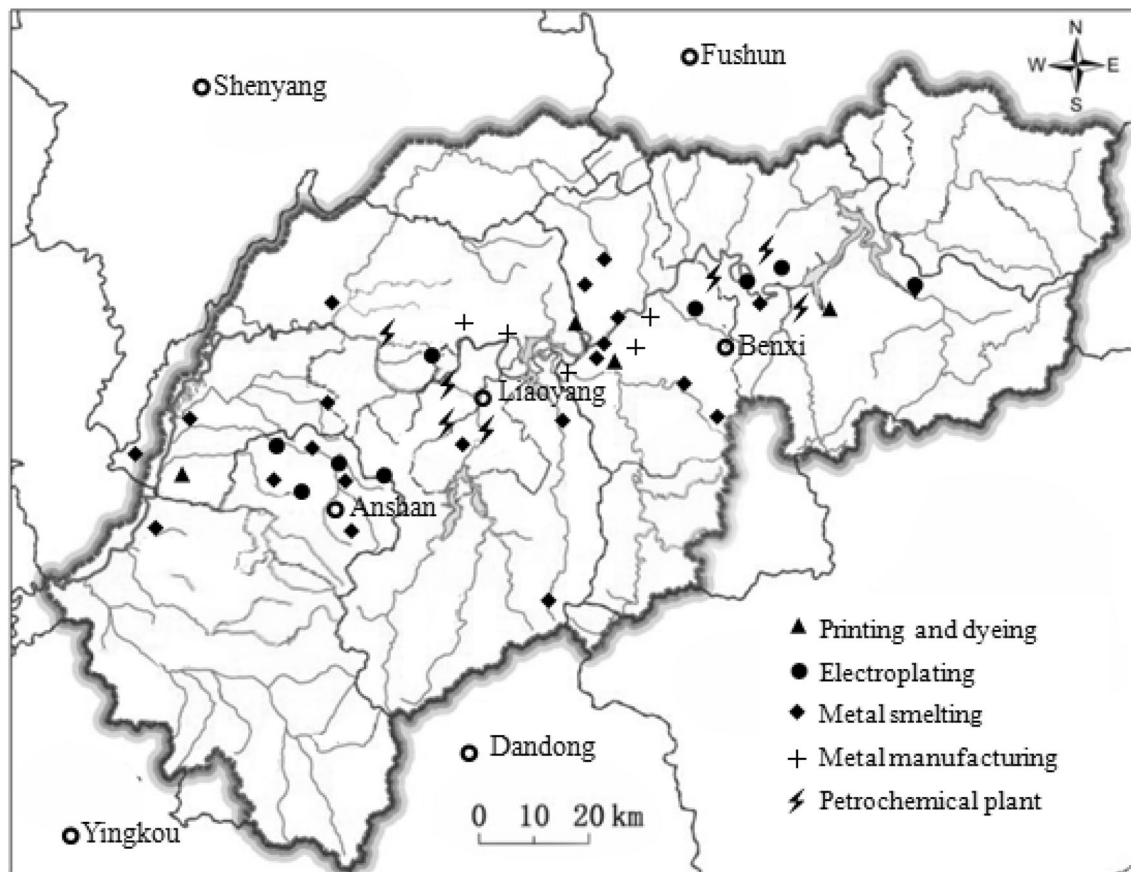 N
Fushun
W E
Shenyang
S
Benxi
Liaoyang
Anshan
Printing and dyeing
Electroplating
Metal smelting
Dandong
Metal manufacturing
Petrochemical plant
0 10 20 km
Yingkou